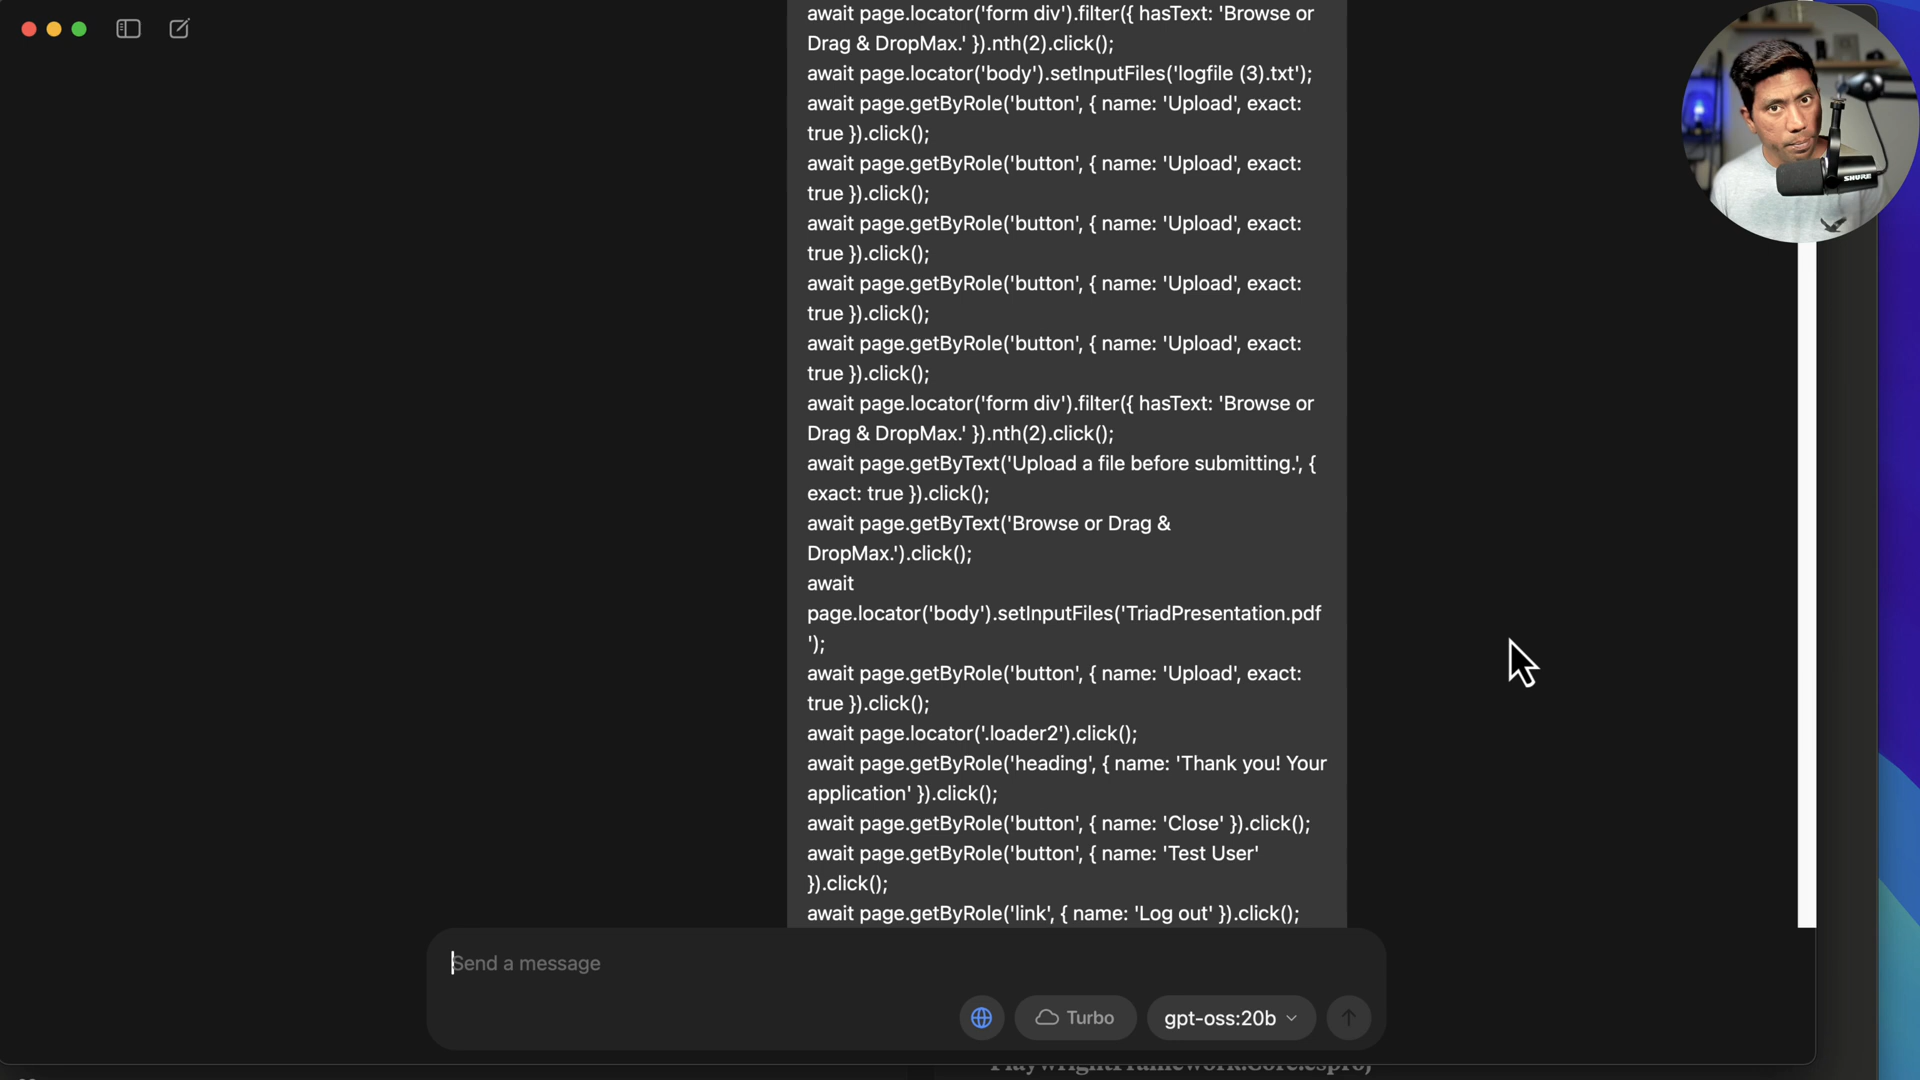 await page.locator('form div').filter({ hasText: 'Browse or
Drag & DropMax.' }).nth(2).click();
await page.locator('body').setInputFiles('logfile (3).txt');
await page.getByRole('button', { name: 'Upload', exact:
true }).click();
await page.getByRole('button', { name: 'Upload', exact:
true }).click();
await page.getByRole('button', { name: 'Upload', exact:
true }).click();
await page.getByRole('button', { name: 'Upload', exact:
true }).click();
await page.getByRole('button', { name: 'Upload', exact:
true }).click();
await page.locator('form div').filter({ hasText: 'Browse or
Drag & DropMax.' }).nth(2).click();
await page.getByText('Upload a file before submitting.', {
exact: true }).click();
await page.getByText('Browse or Drag &
DropMax.').click();
await
page.locator('body').setInputFiles('TriadPresentation.pdf
');
await page.getByRole('button', { name: 'Upload', exact:
true }).click();
await page.locator('.loader2').click();
await page.getByRole('heading', { name: 'Thank you! Your
application' }).click();
await page.getByRole('button', { name: 'Close' }).click();
await page.getByRole('button', { name: 'Test User'
}).click();
await page.getByRole('link', { name: 'Log out' }).click();
Send a message
Turbo
gpt-oss:20b
SHURE